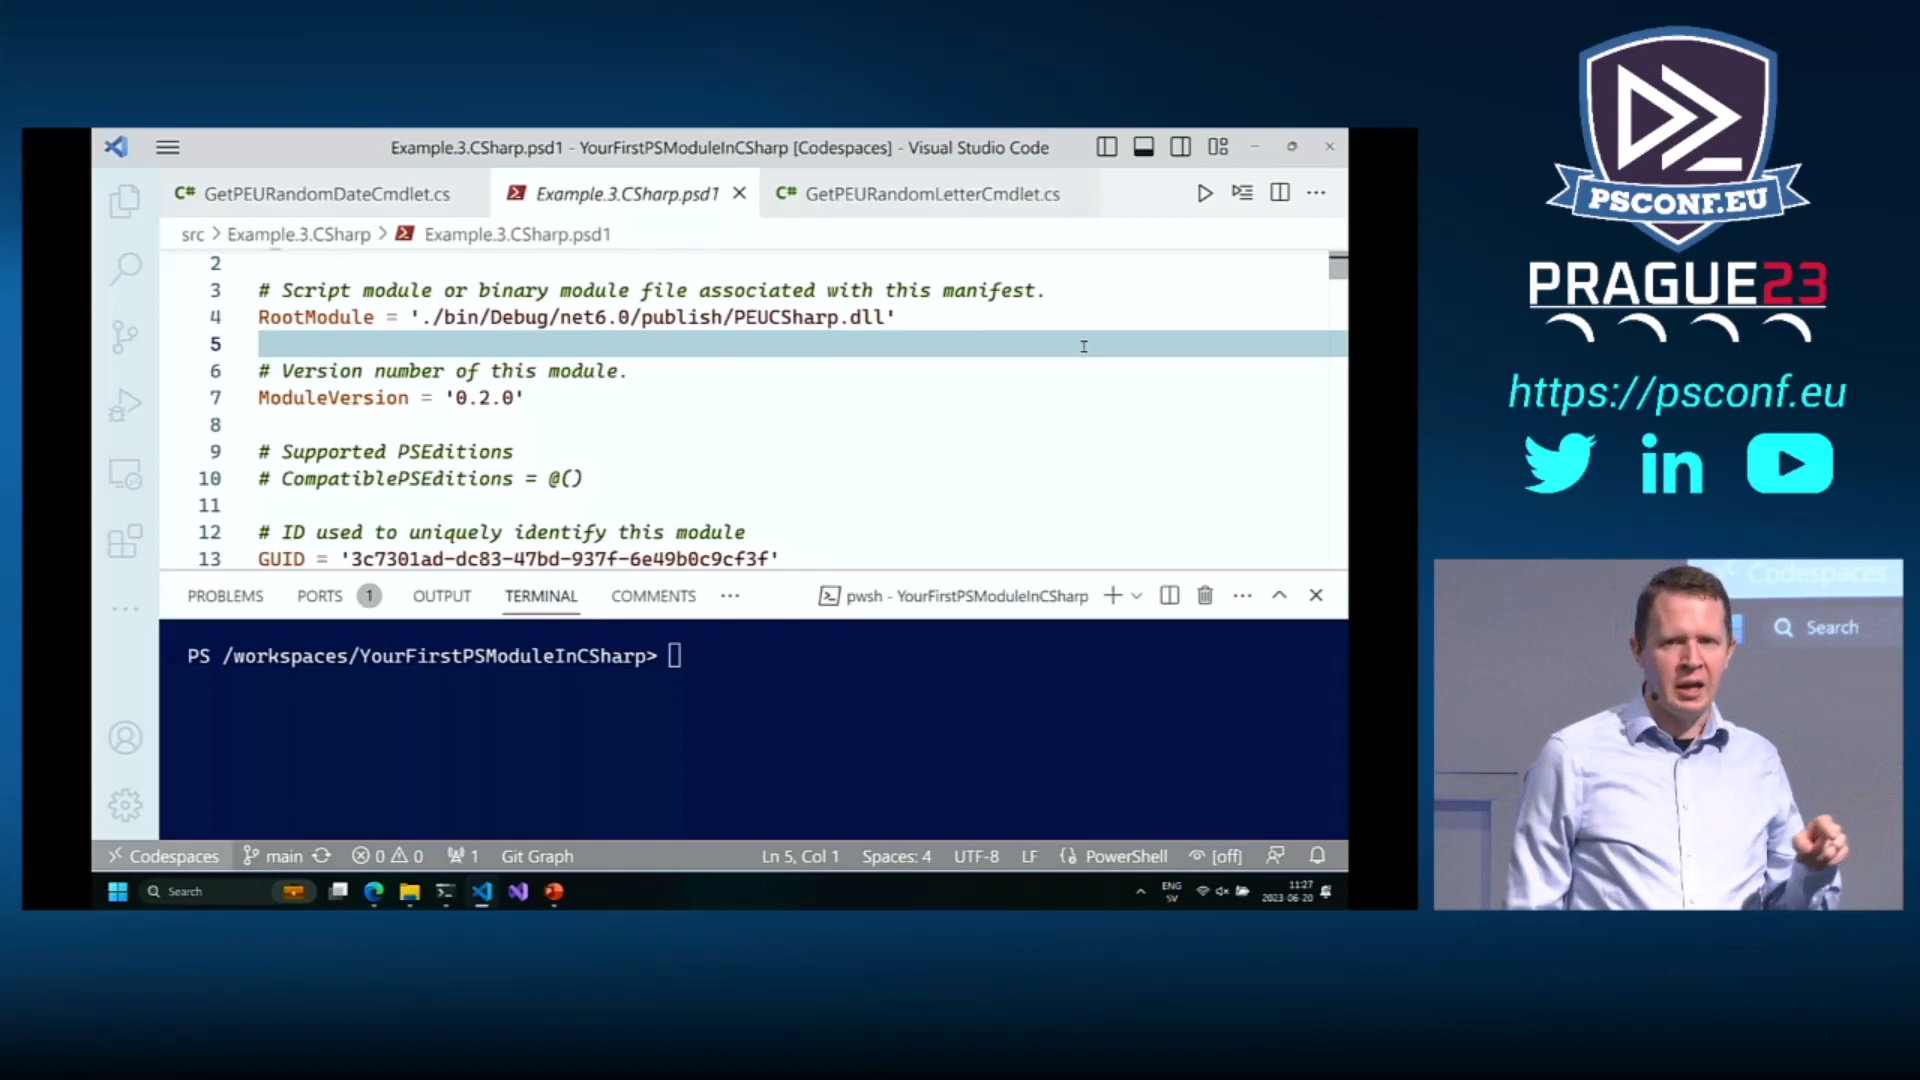 Example.3.CSharp.psd1 - YourFirstPSModuleInCSharp [Codespaces] - Visual Studio Code
C# GetPEURandomDateCmdlet.cs
Example.3.CSharp.psd1
C# GetPEURandomLetterCmdlet.cs
src > Example.3.CSharp > Example.3.CSharp.psd1
2
3 # Script module or binary module file associated with this manifest.
4 RootModule = './bin/Debug/net6.0/publish/PEUCSharp.dll'
5
6 # Version number of this module.
7 ModuleVersion = '0.2.0'
8
9 # Supported PSEditions
10 # CompatiblePSEditions = @()
11
12 # ID used to uniquely identify this module
13 GUID = '3c7301ad-dc83-47bd-937f-6e49b0c9cf3f'
PROBLEMS PORTS 1 OUTPUT TERMINAL COMMENTS ··· pwsh - YourFirstPSModuleInCSharp
PS /workspaces/YourFirstPSModuleInCSharp>
Codespaces main 0 0 1 Git Graph Ln 5, Col 1 Spaces: 4 UTF-8 LF PowerShell [off]
Search
ENG
SV
11:27
2023-06-20
PSCONF.EU
PRAGUE23
https://psconf.eu
in
Codespaces
Search